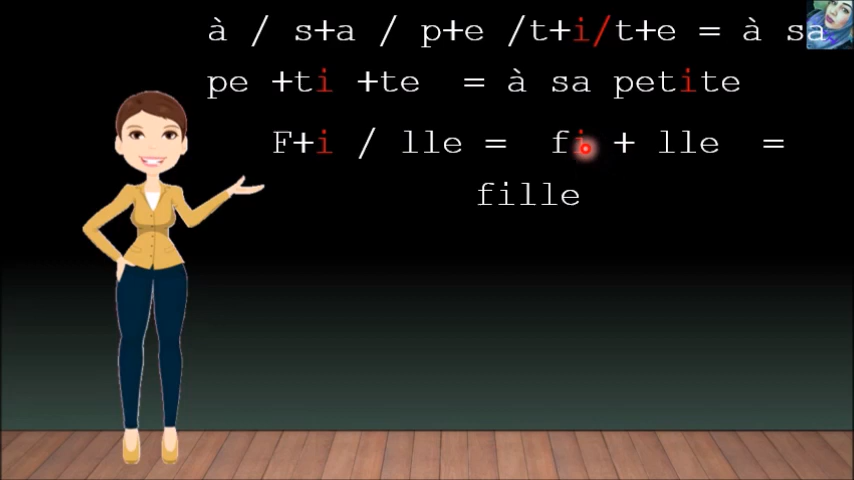 à / s+a / p+e /t+i/t+e = à sa
pe +ti +te = à sa petite
F+i / lle = fi + lle =
fille